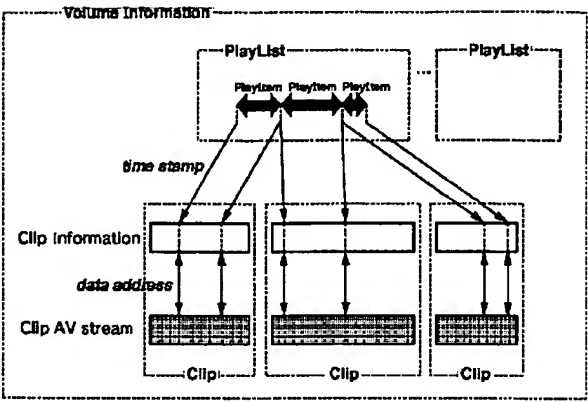 Volume Information
PlayList
PlayList
PlayItem PlayItem PlayItem
...
time stamp
Clip Information
data address
Clip AV stream
Clip
Clip
Clip